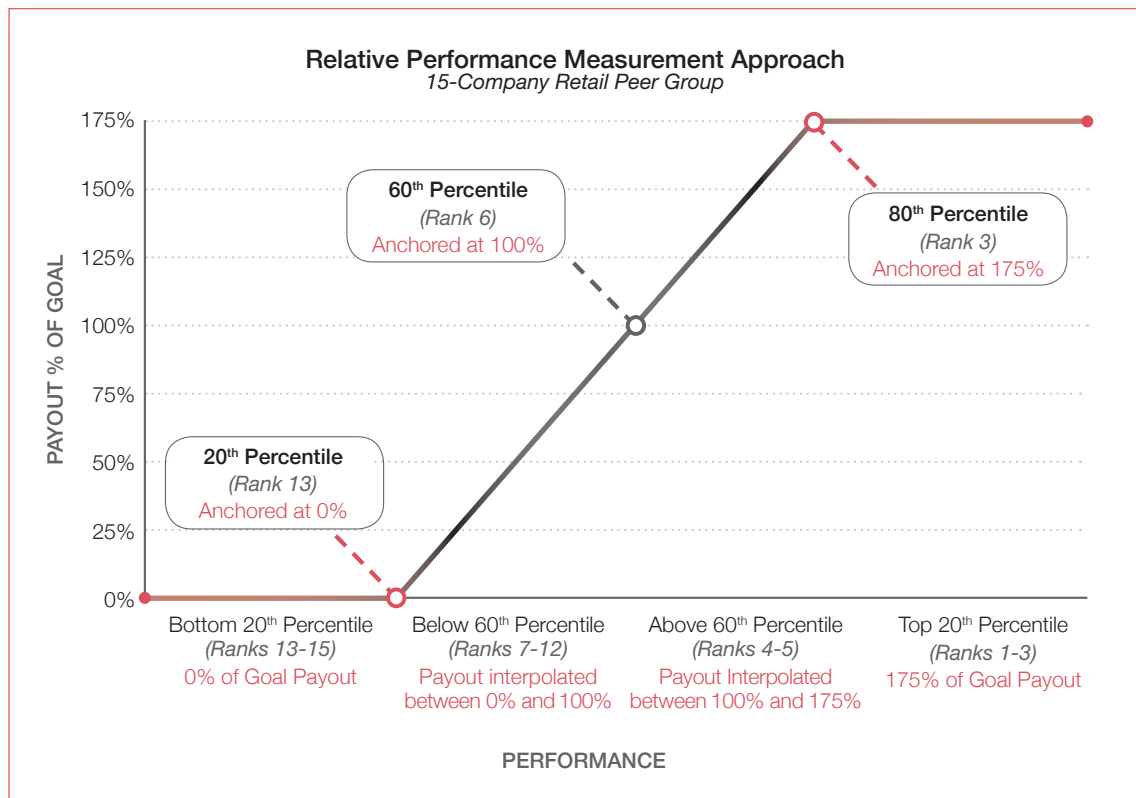 Relative Performance Measurement Approach
15-Company Retail Peer Group
PAYOUT % OF GOAL
175%
150%
125%
100%
75%
50%
25%
0%
60th Percentile
(Rank 6)
Anchored at 100%
80th Percentile
(Rank 3)
Anchored at 175%
20th Percentile
(Rank 13)
Anchored at 0%
Bottom 20th Percentile
(Ranks 13-15)
0% of Goal Payout
Below 60th Percentile
(Ranks 7-12)
Payout interpolated
between 0% and 100%
Above 60th Percentile
(Ranks 4-5)
Payout Interpolated
between 100% and 175%
Top 20th Percentile
(Ranks 1-3)
175% of Goal Payout
PERFORMANCE